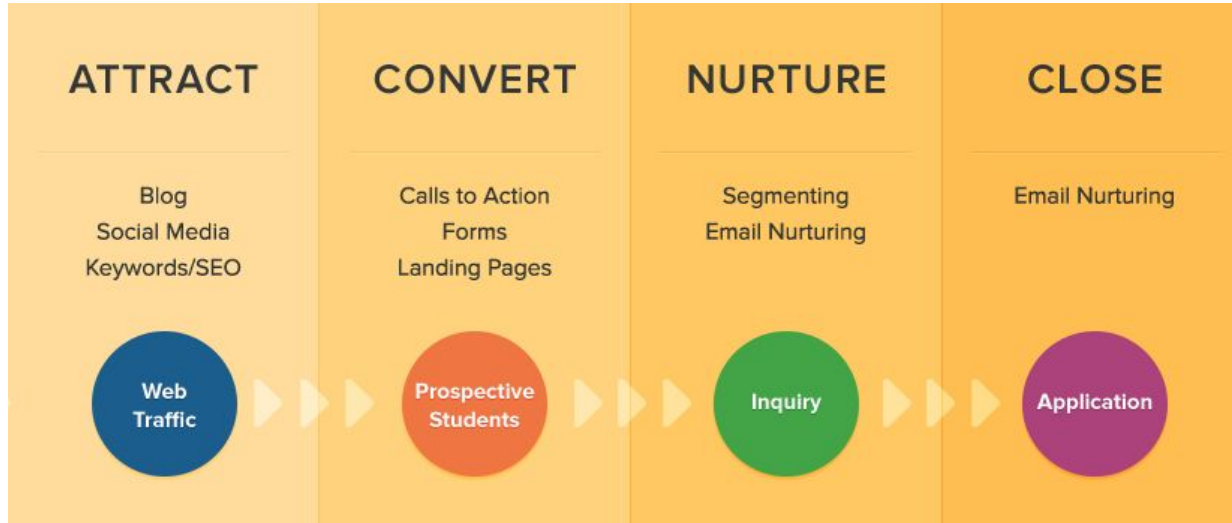 ATTRACT
Blog
Social Media
Keywords/SEO
Web
Traffic
CONVERT
Calls to Action
Forms
Landing Pages
Prospective
Students
NURTURE
Segmenting
Email Nurturing
Inquiry
CLOSE
Email Nurturing
Application